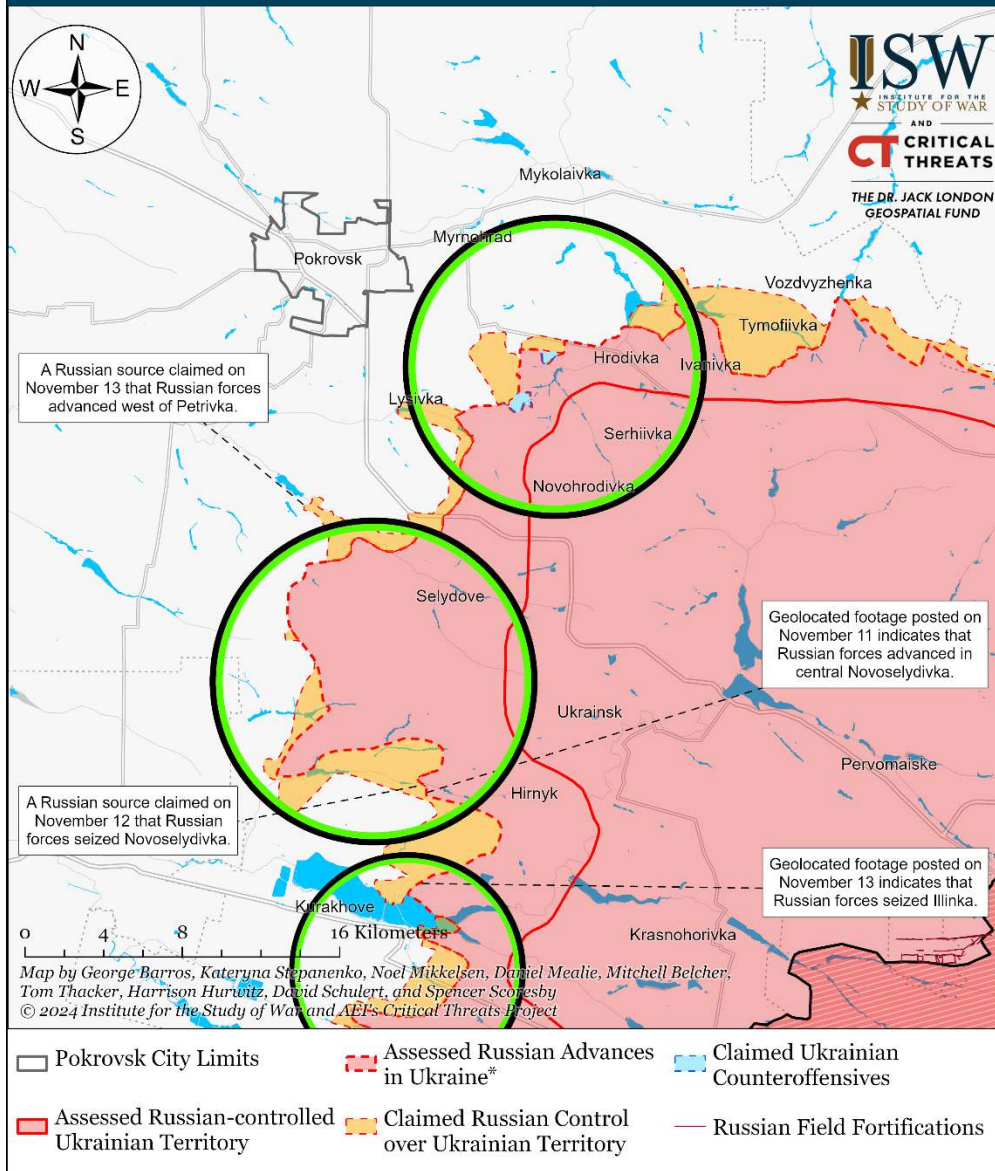 N
W E
S
ISW
INSTITUTE FOR THE
STUDY OF WAR
AND
CT CRITICAL
THREATS
THE DR. JACK LONDON
GEOSPATIAL FUND
Mykolaivka
Myrnohrad
Pokrovsk
Vozdvyzhenka
Tymofiivka
Hrodivka
Ivanivka
A Russian source claimed on
November 13 that Russian forces
advanced west of Petrivka.
Lysivka
Serhiivka
Novohrodivka
Selydove
Geolocated footage posted on
November 11 indicates that
Russian forces advanced in
central Novoselydivka.
Ukrainsk
Pervomaiske
Hirnyk
A Russian source claimed on
November 12 that Russian
forces seized Novoselydivka.
Geolocated footage posted on
November 13 indicates that
Russian forces seized Illinka.
Kurakhove
Krasnohorivka
0 4 8 16 Kilometers
Map by George Barros, Kateryna Stepanenko, Noel Mikkelsen, Daniel Mealie, Mitchell Belcher,
Tom Thacker, Harrison Hurwitz, David Schulert, and Spencer Scoresby
© 2024 Institute for the Study of War and AEI's Critical Threats Project
Pokrovsk City Limits
Assessed Russian-controlled
Ukrainian Territory
Assessed Russian Advances
in Ukraine*
Claimed Russian Control
over Ukrainian Territory
Claimed Ukrainian
Counteroffensives
Russian Field Fortifications